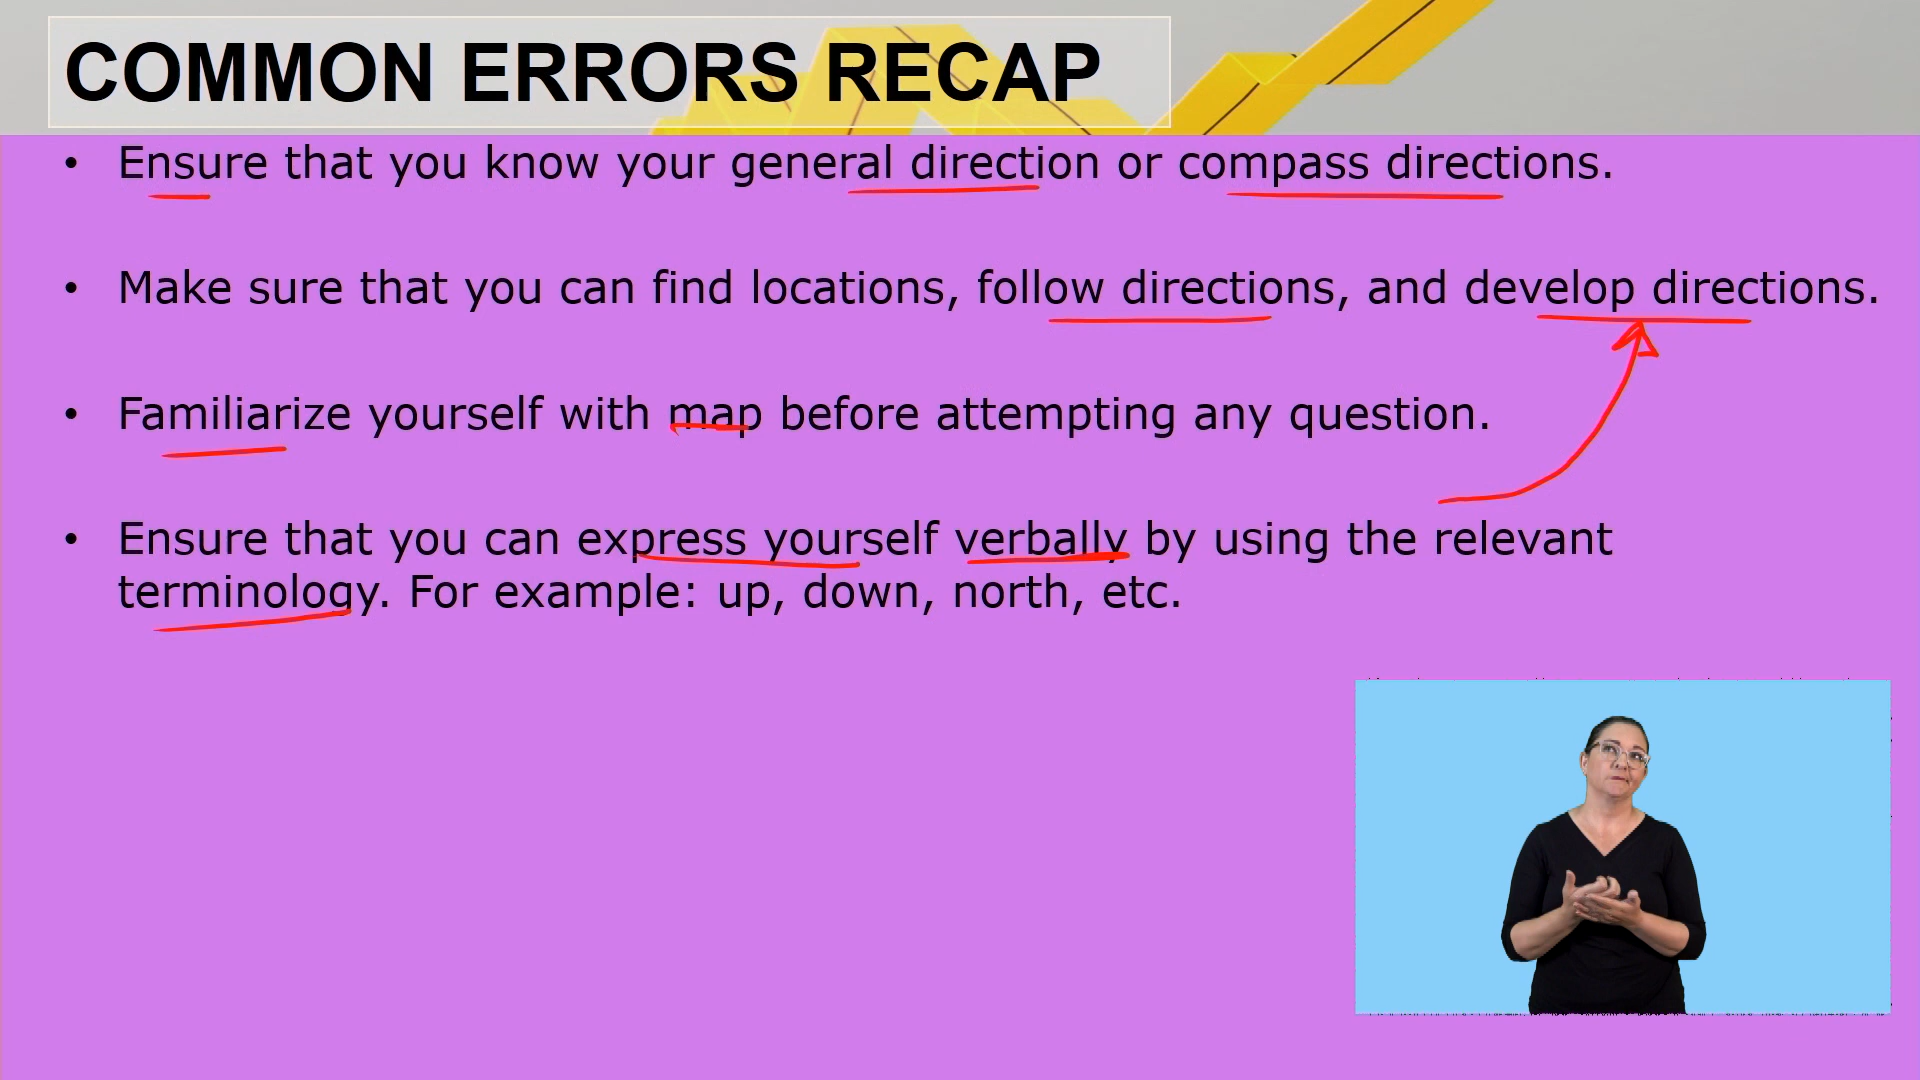 COMMON ERRORS RECAP
• Ensure that you know your general direction or compass directions.
• Make sure that you can find locations, follow directions, and develop directions.
• Familiarize yourself with map before attempting any question.
• Ensure that you can express yourself verbally by using the relevant
terminology. For example: up, down, north, etc.